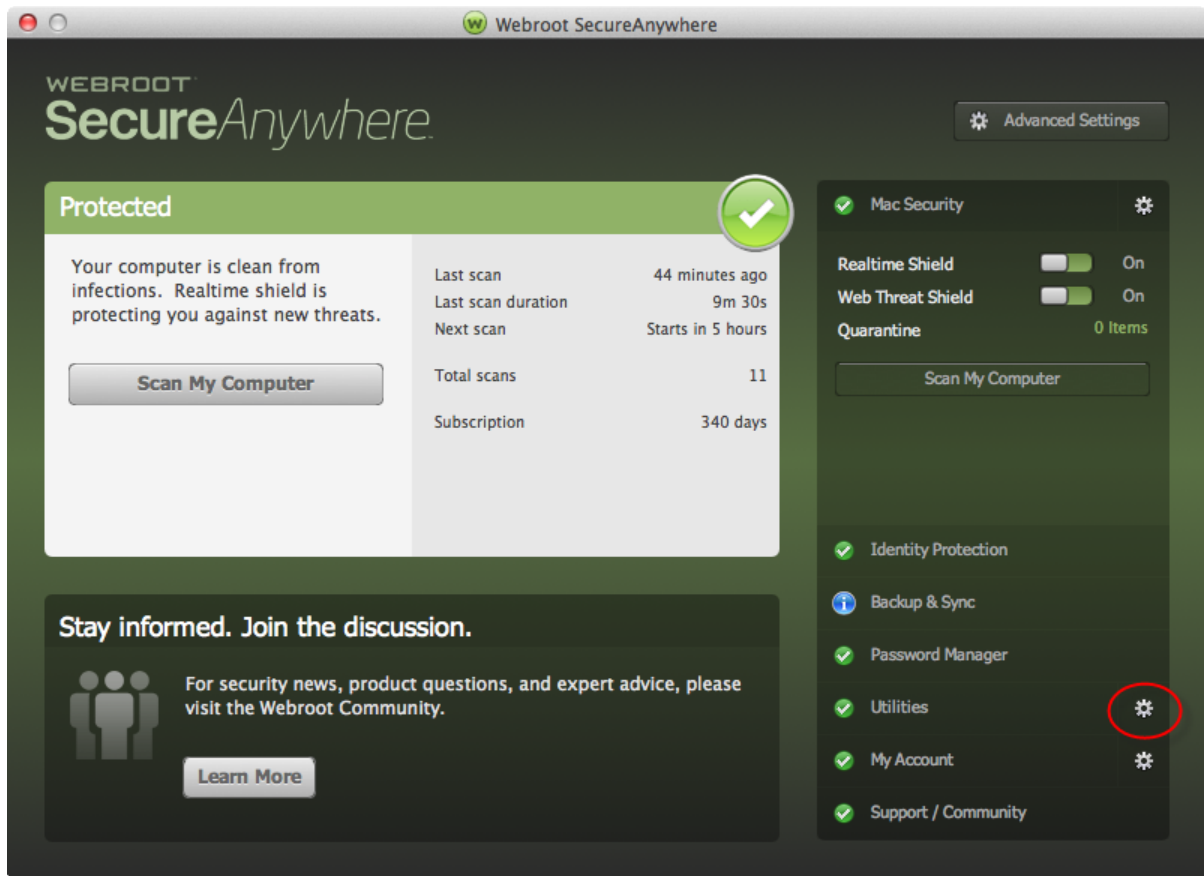 Webroot SecureAnywhere
WEBROOT
SecureAnywhere
Advanced Settings
Protected
Your computer is clean from
infections. Realtime shield is
protecting you against new threats.
Scan My Computer
Last scan 44 minutes ago
Last scan duration 9m 30s
Next scan Starts in 5 hours
Total scans 11
Subscription 340 days
Stay informed. Join the discussion.
For security news, product questions, and expert advice, please
visit the Webroot Community.
Learn More
Mac Security
Realtime Shield On
Web Threat Shield On
Quarantine 0 Items
Scan My Computer
Identity Protection
Backup & Sync
Password Manager
Utilities
My Account
Support / Community